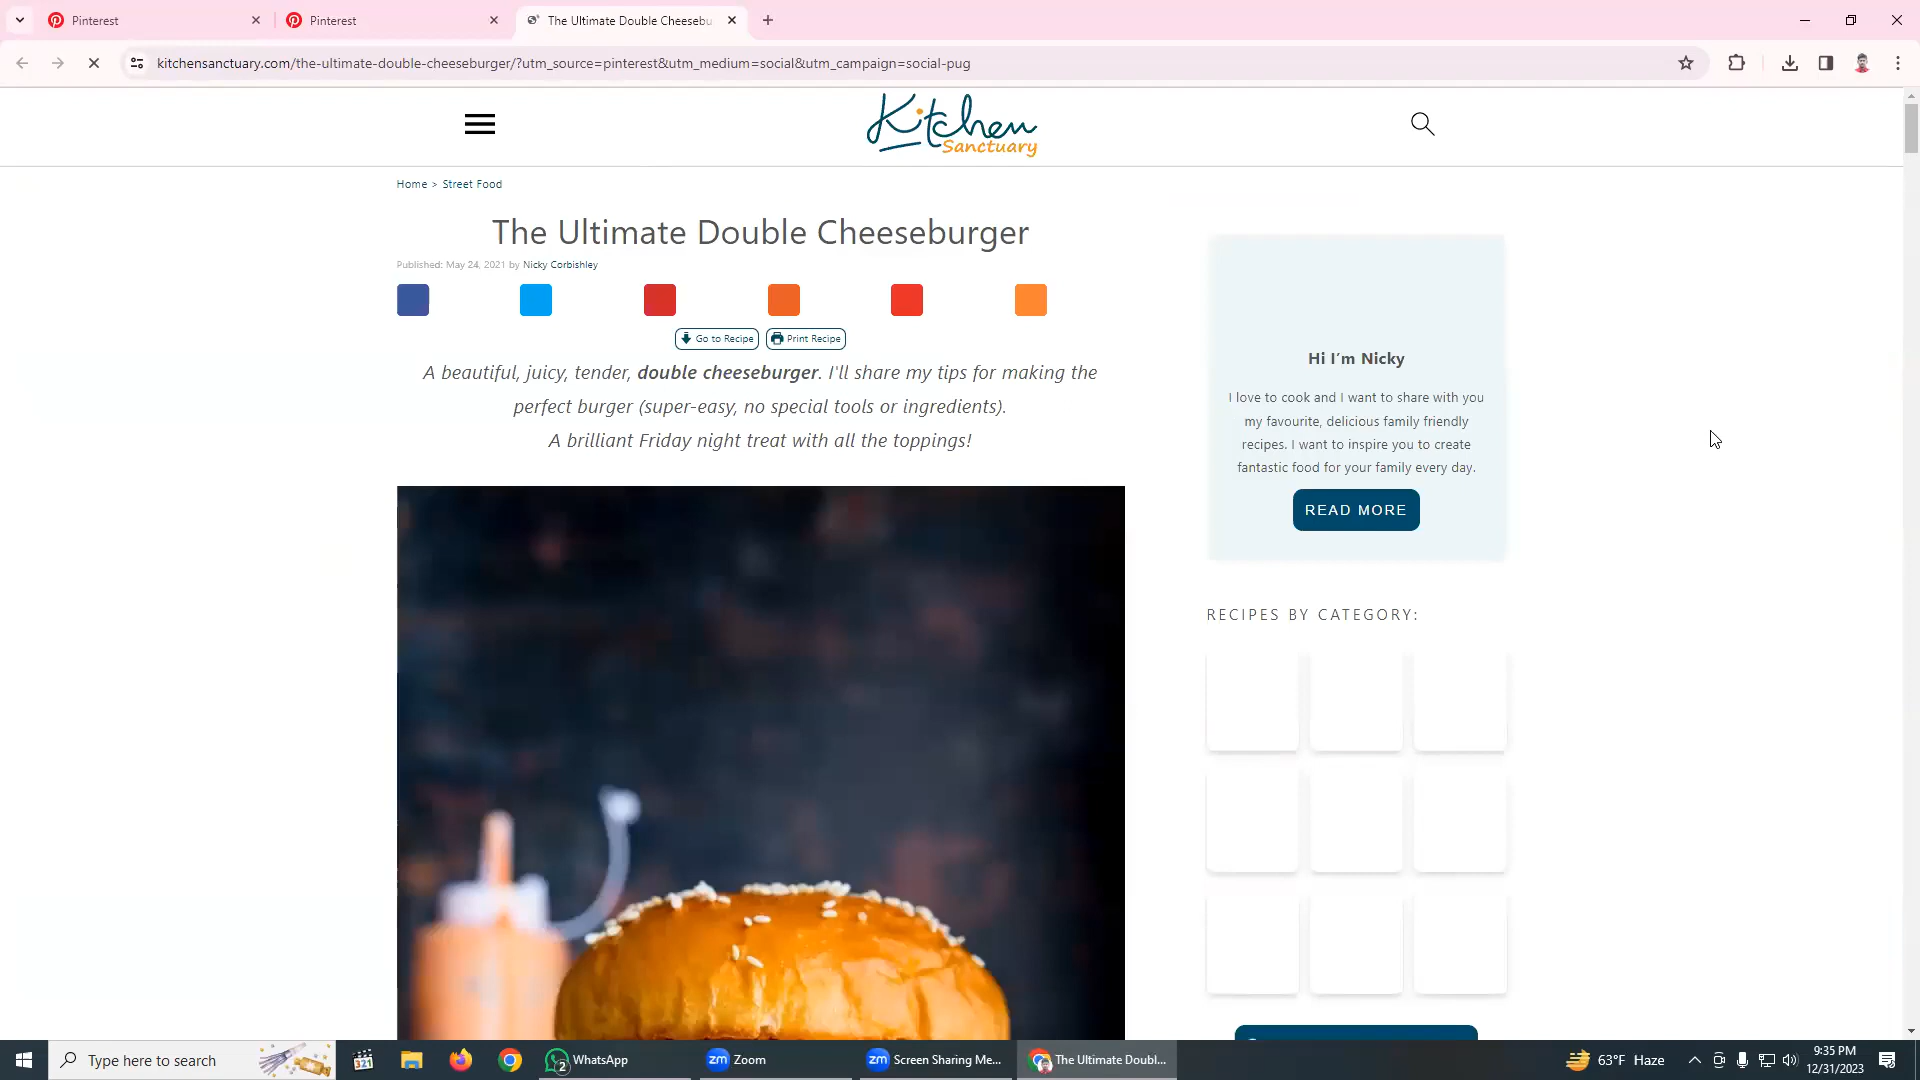 Pinterest
Pinterest
The Ultimate Double Cheesebu
kitchensanctuary.com/the-ultimate-double-cheeseburger/?utm_source=pinterest&utm_medium=social&utm_campaign=social-pug
Kitchen
Sanctuary
Home > Street Food
The Ultimate Double Cheeseburger
Published: May 24, 2021 by Nicky Corbishley
Go to Recipe
Print Recipe
A beautiful, juicy, tender, double cheeseburger. I'll share my tips for making the
perfect burger (super-easy, no special tools or ingredients).
A brilliant Friday night treat with all the toppings!
Hi I'm Nicky
I love to cook and I want to share with you
my favourite, delicious family friendly
recipes. I want to inspire you to create
fantastic food for your family every day.
READ MORE
RECIPES BY CATEGORY:
Type here to search
321
2
WhatsApp
zm
Zoom
zm
Screen Sharing Me...
The Ultimate Doubl...
63°F Haze
9:35 PM
12/31/2023